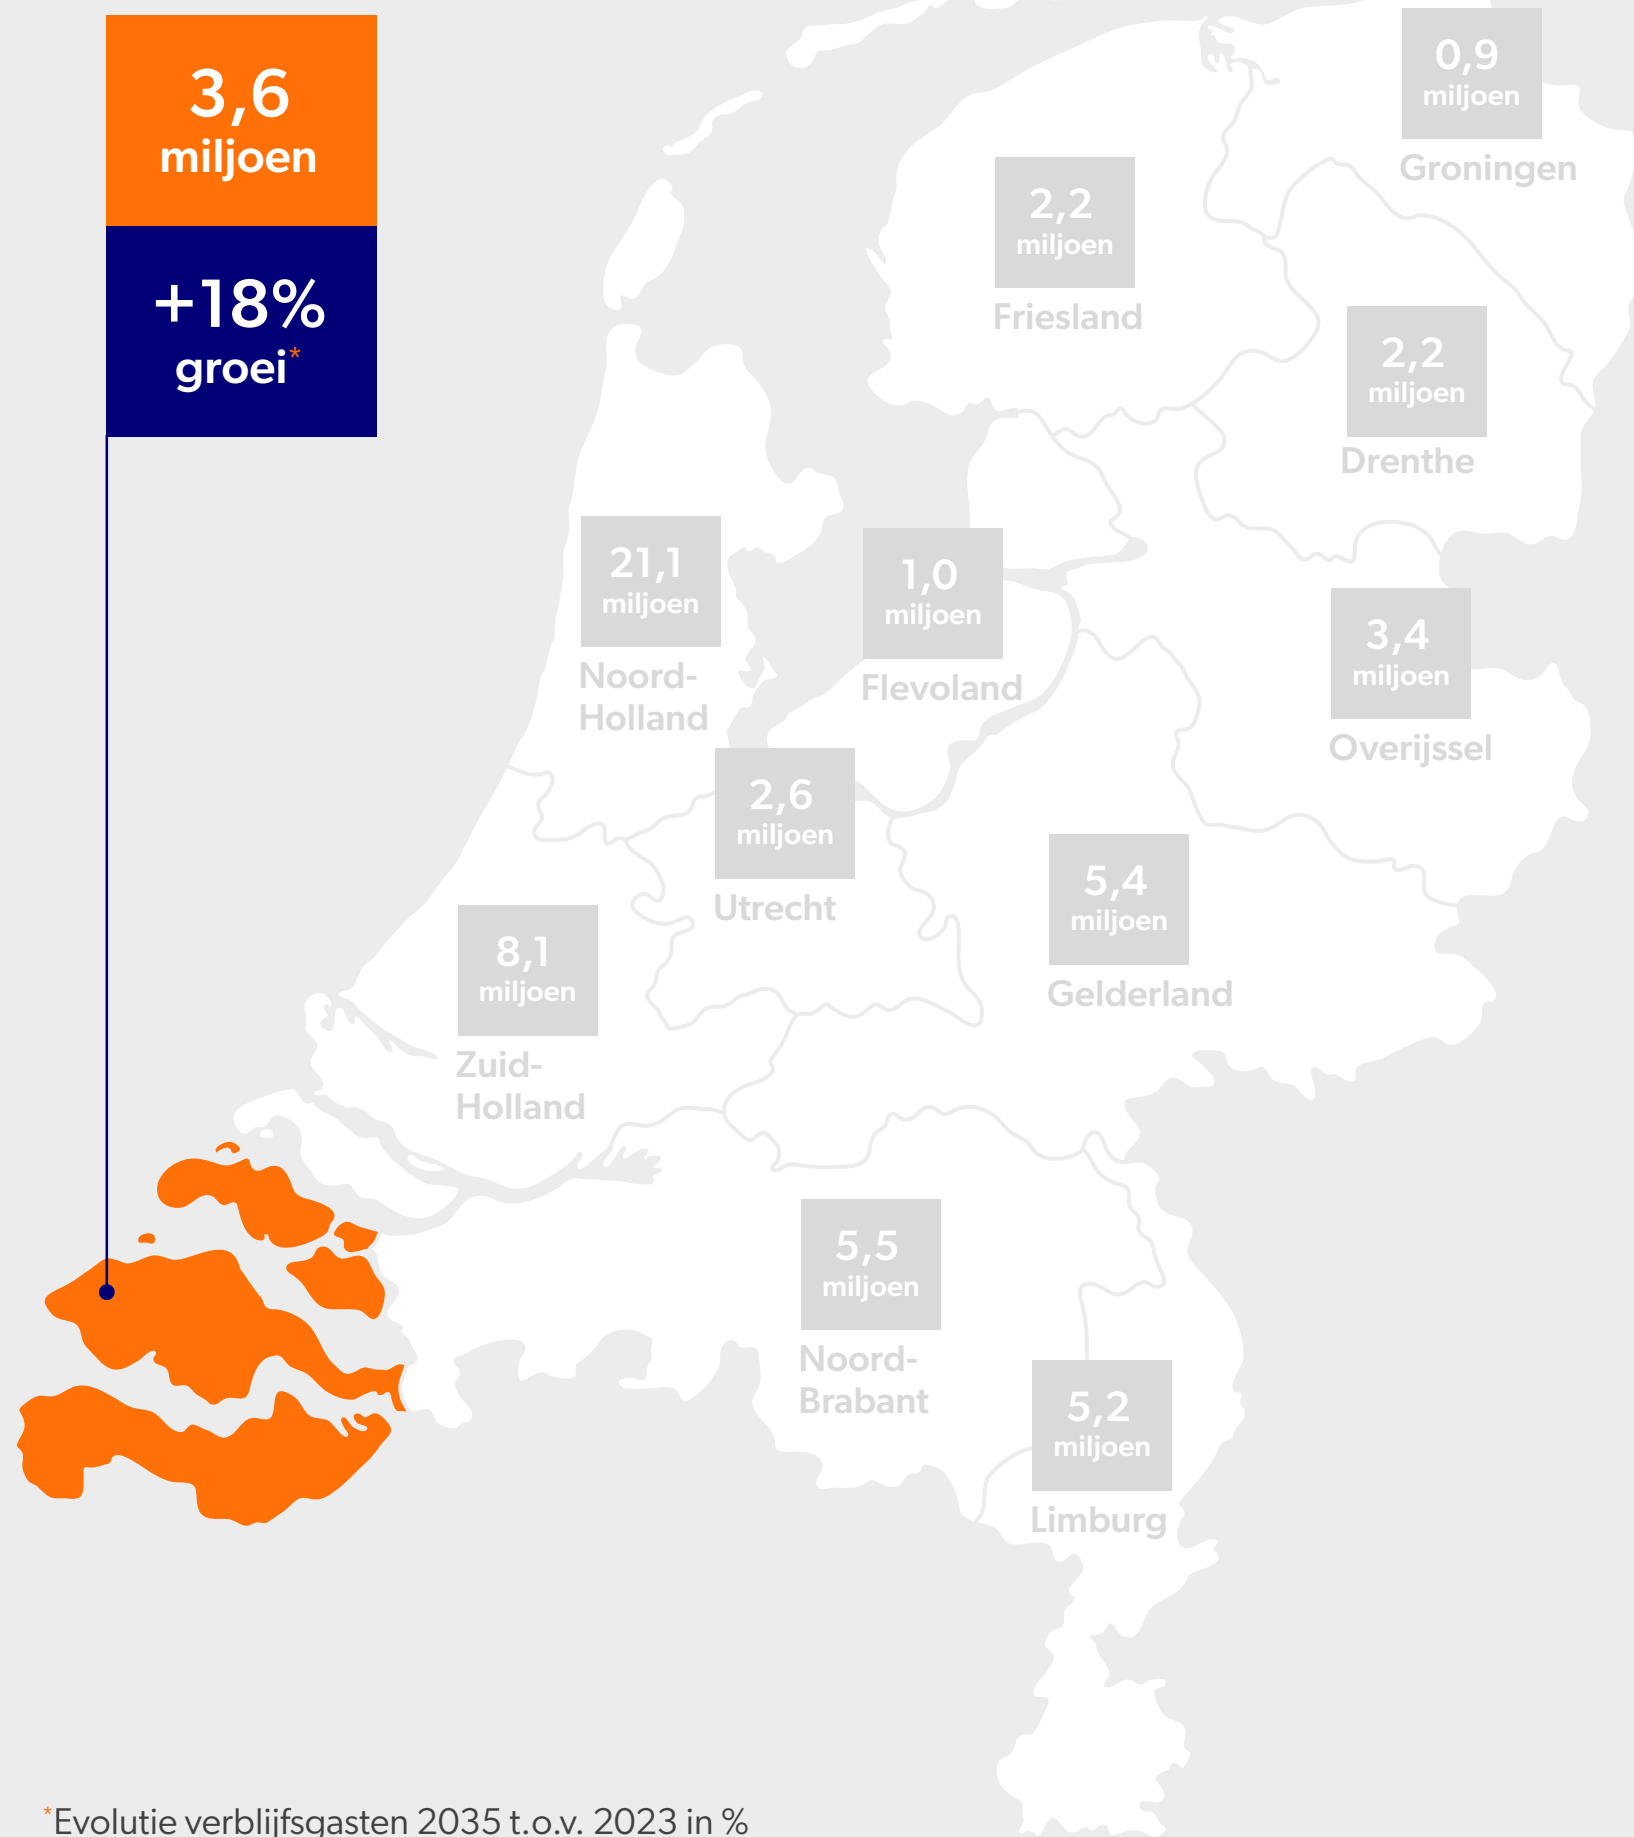 3,6
miljoen
+18%
groei*
0,9
miljoen
Groningen
2,2
miljoen
Friesland
2,2
miljoen
Drenthe
21,1
miljoen
Noord-
Holland
1,0
miljoen
Flevoland
3,4
miljoen
Overijssel
2,6
miljoen
Utrecht
5,4
miljoen
Gelderland
8,1
miljoen
Zuid-
Holland
5,5
miljoen
Noord-
Brabant
5,2
miljoen
Limburg
*Evolutie verblijfsgasten 2035 t.o.v. 2023 in %